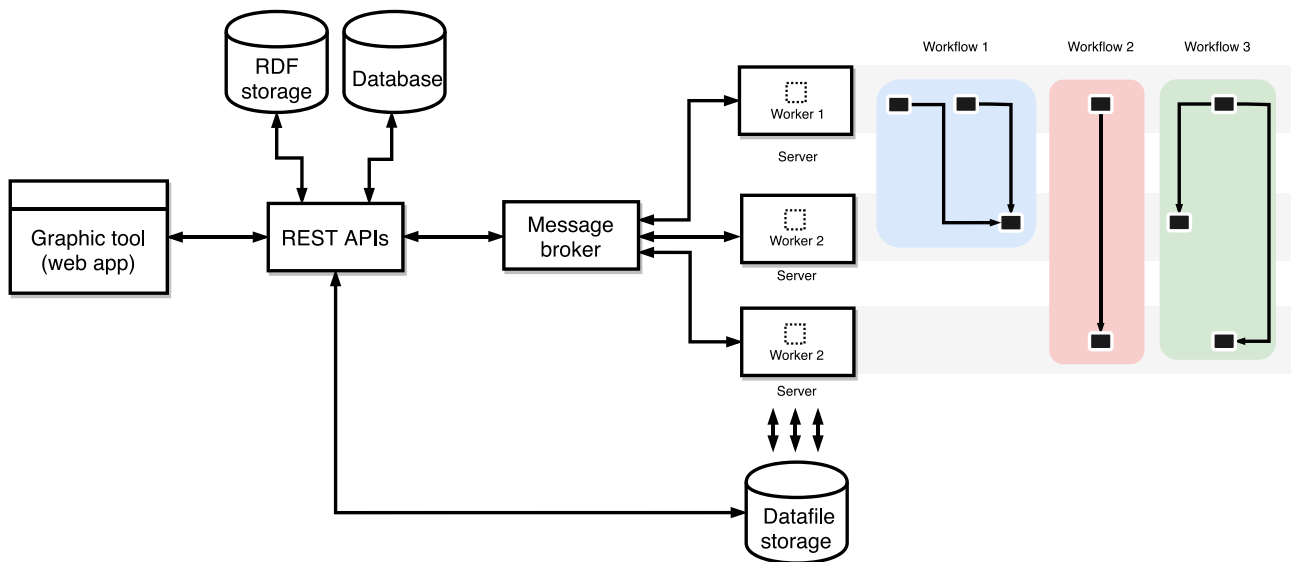 Workflow 1
Workflow 2
Workflow 3
RDF
storage
Database
Worker 1
Server
Graphic tool
(web app)
REST APIs
Message
broker
Worker 2
Server
Worker 2
Server
Datafile
storage